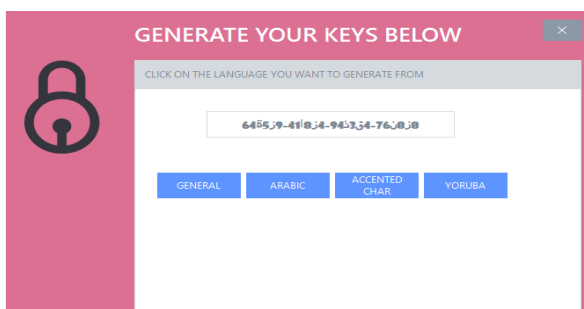 GENERATE YOUR KEYS BELOW
CLICK ON THE LANGUAGE YOU WANT TO GENERATE FROM
GENERAL
ARABIC
ACCENTED
CHAR
YORUBA